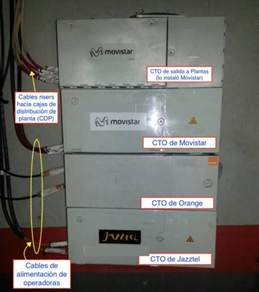 movistar
CTO de salida a Plantas
(lo instaló Movistar)
Cables risers
hacia cajas de
distribución de
planta (CDP)
movistar
CTO de Movistar
CTO de Orange
JAZZTEL
CTO de Jazztel
Cables de
alimentación de
operadoras